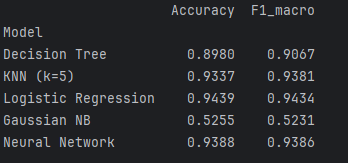 Accuracy F1_macro
Model
Decision Tree 0.8980 0.9067
KNN (k=5) 0.9337 0.9381
Logistic Regression 0.9439 0.9434
Gaussian NB 0.5255 0.5231
Neural Network 0.9388 0.9386